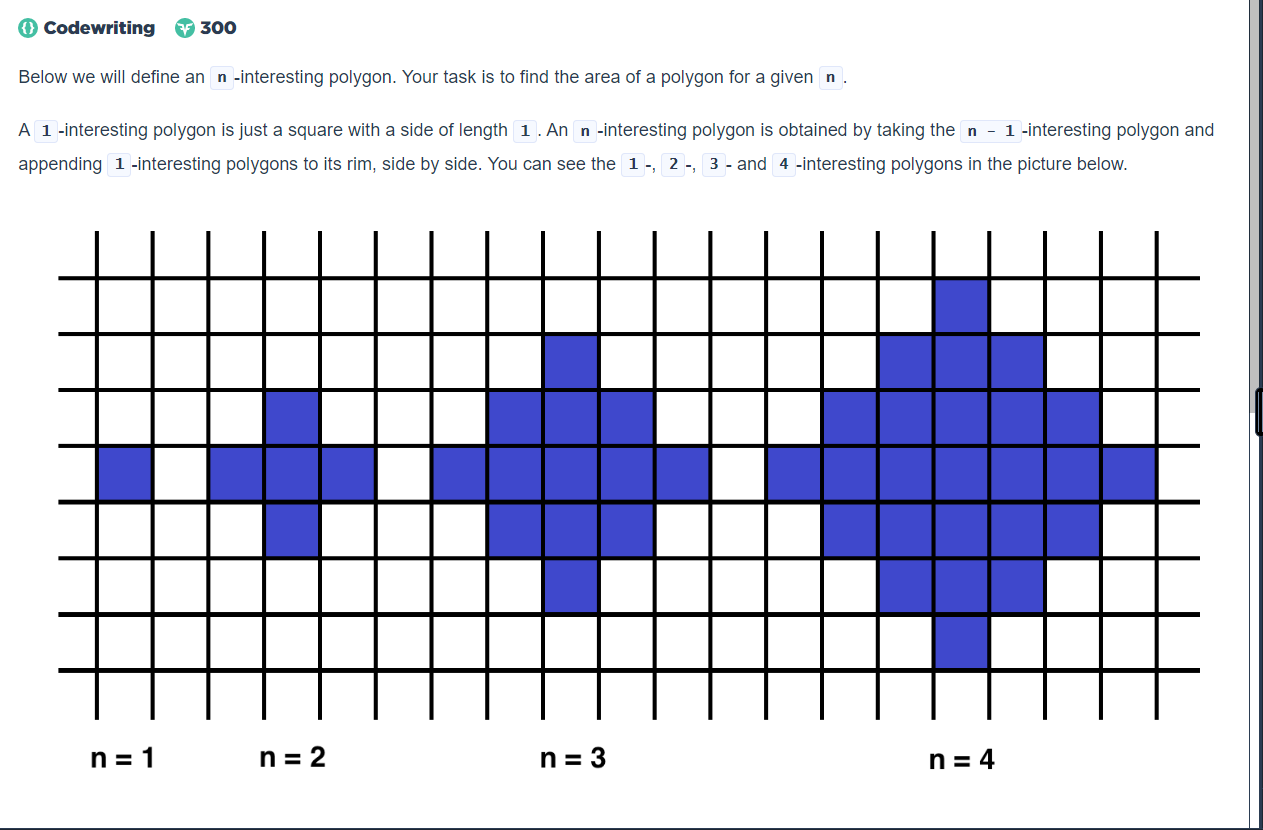 Codewriting 300
Below we will define an n -interesting polygon. Your task is to find the area of a polygon for a given n .
A 1 -interesting polygon is just a square with a side of length 1 . An n -interesting polygon is obtained by taking the n - 1 -interesting polygon and
appending 1 -interesting polygons to its rim, side by side. You can see the 1 -, 2 -, 3 - and 4 -interesting polygons in the picture below.
n = 1 n = 2 n = 3 n = 4